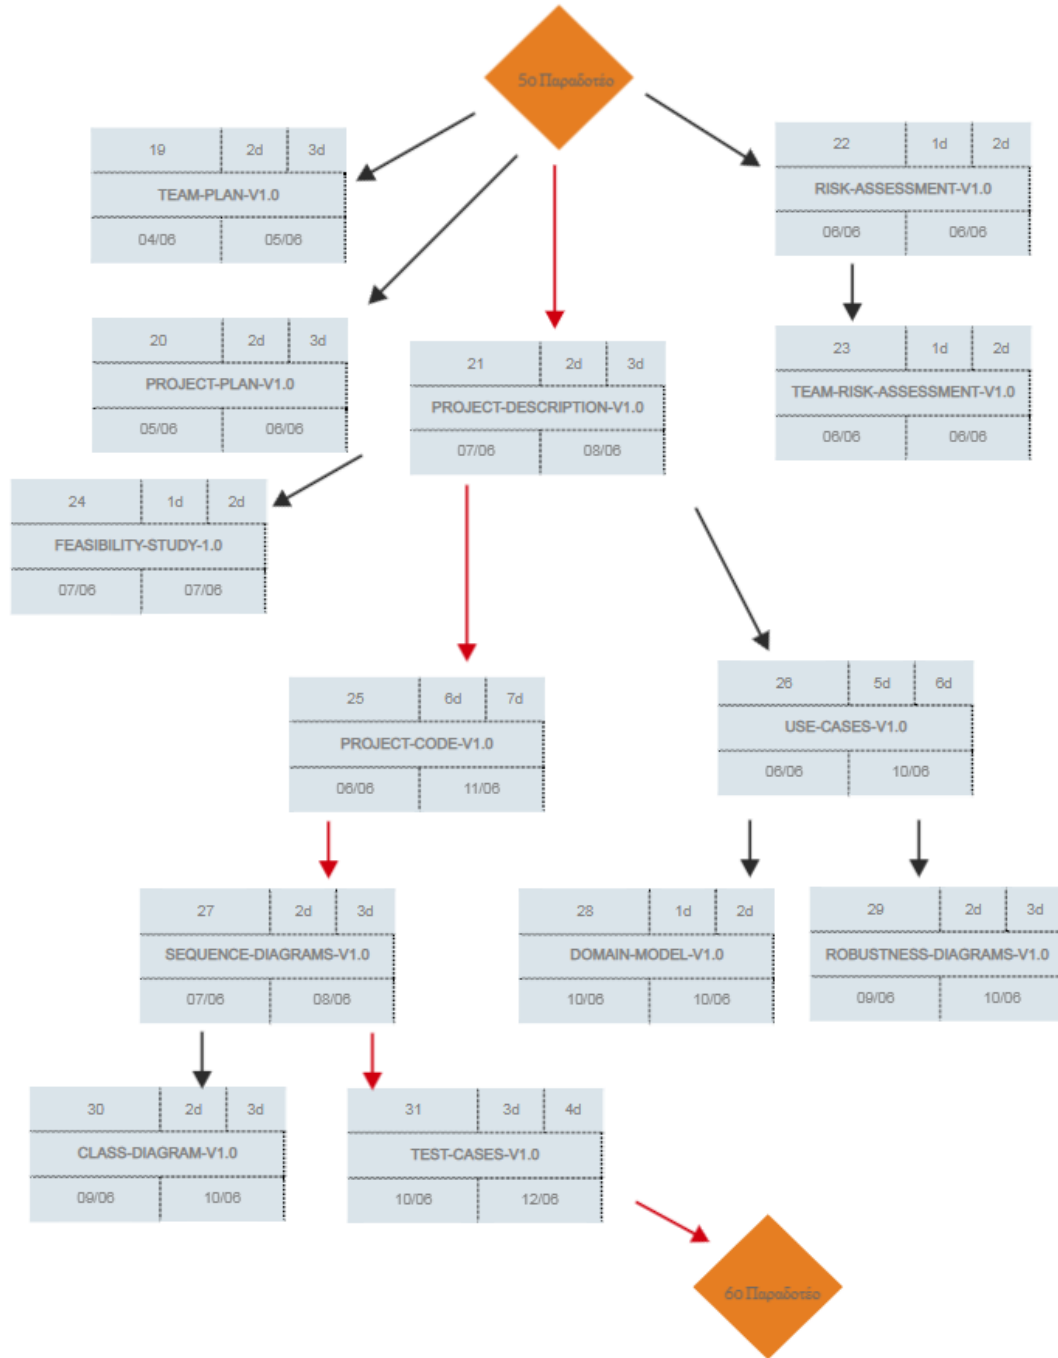 5ο Παραδοτέο
19 2d 3d
TEAM-PLAN-V1.0
04/06 05/06
22 1d 2d
RISK-ASSESSMENT-V1.0
06/06 06/06
20 2d 3d
PROJECT-PLAN-V1.0
05/06 06/06
21 2d 3d
PROJECT-DESCRIPTION-V1.0
07/06 08/06
23 1d 2d
TEAM-RISK-ASSESSMENT-V1.0
06/06 06/06
24 1d 2d
FEASIBILITY-STUDY-1.0
07/06 07/06
25 6d 7d
PROJECT-CODE-V1.0
06/06 11/06
26 5d 6d
USE-CASES-V1.0
06/06 10/06
27 2d 3d
SEQUENCE-DIAGRAMS-V1.0
07/06 08/06
28 1d 2d
DOMAIN-MODEL-V1.0
10/06 10/06
29 2d 3d
ROBUSTNESS-DIAGRAMS-V1.0
09/06 10/06
30 2d 3d
CLASS-DIAGRAM-V1.0
09/06 10/06
31 3d 4d
TEST-CASES-V1.0
10/06 12/06
6ο Παραδοτέο